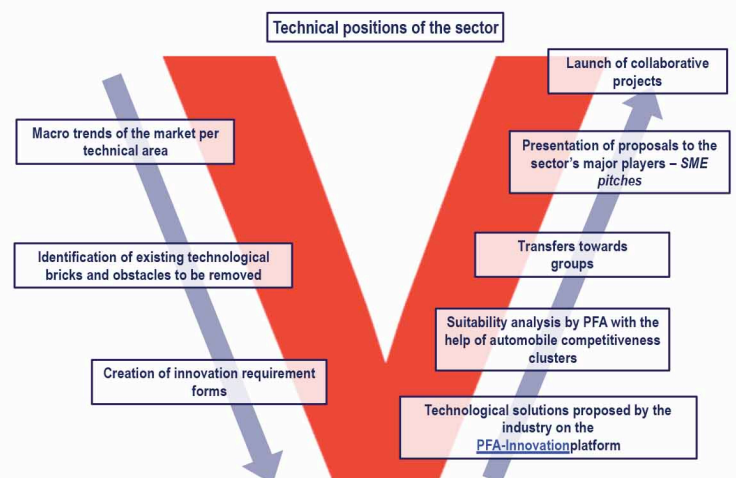 Technical positions of the sector
Macro trends of the market per
technical area
Identification of existing technological
bricks and obstacles to be removed
Creation of innovation requirement
forms
Launch of collaborative
projects
Presentation of proposals to the
sector's major players – SME
pitches
Transfers towards
groups
Suitability analysis by PFA with the
help of automobile competitiveness
clusters
Technological solutions proposed by the
industry on the
PFA-Innovationplatform